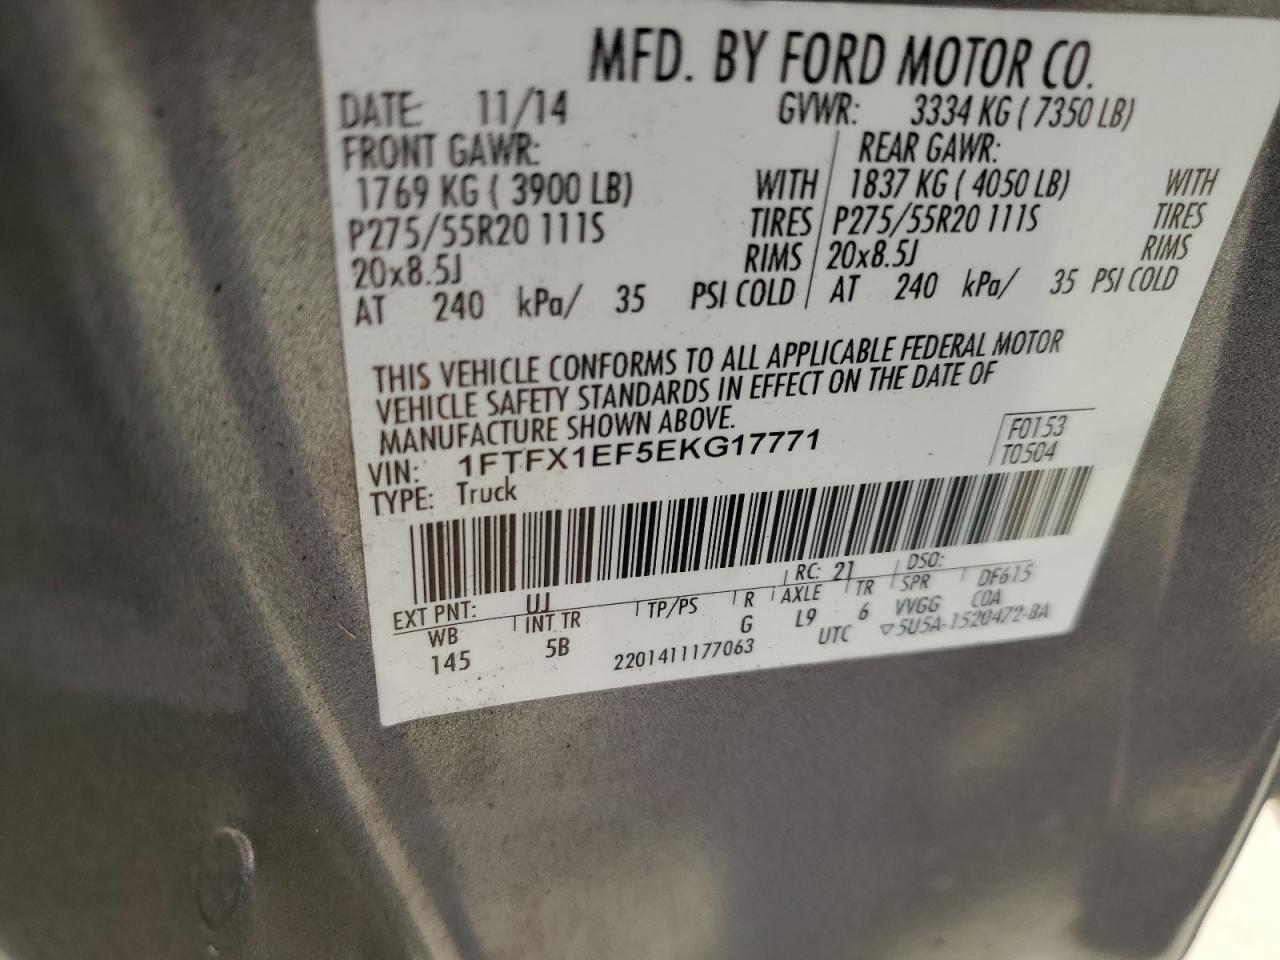 MFD. BY FORD MOTOR CO.
DATE: 11/14 GVWR: 3334 KG ( 7350 LB)
FRONT GAWR: REAR GAWR:
1769 KG ( 3900 LB) WITH 1837 KG ( 4050 LB) WITH
P275/55R20 111S TIRES P275/55R20 111S TIRES
20x8.5J RIMS 20x8.5J RIMS
AT 240 kPa/ 35 PSI COLD AT 240 kPa/ 35 PSI COLD
THIS VEHICLE CONFORMS TO ALL APPLICABLE FEDERAL MOTOR
VEHICLE SAFETY STANDARDS IN EFFECT ON THE DATE OF
MANUFACTURE SHOWN ABOVE.
VIN: 1FTFX1EF5EKG17771
F0153
TYPE: Truck
T0504
EXT PNT: UJ RC: 21 DSO:
WB INT TR TP/PS R AXLE TR SPR DF615
145 5B G L9 6 VVGG COA
2201411177063 UTC ▽5U5A-1520472-BA